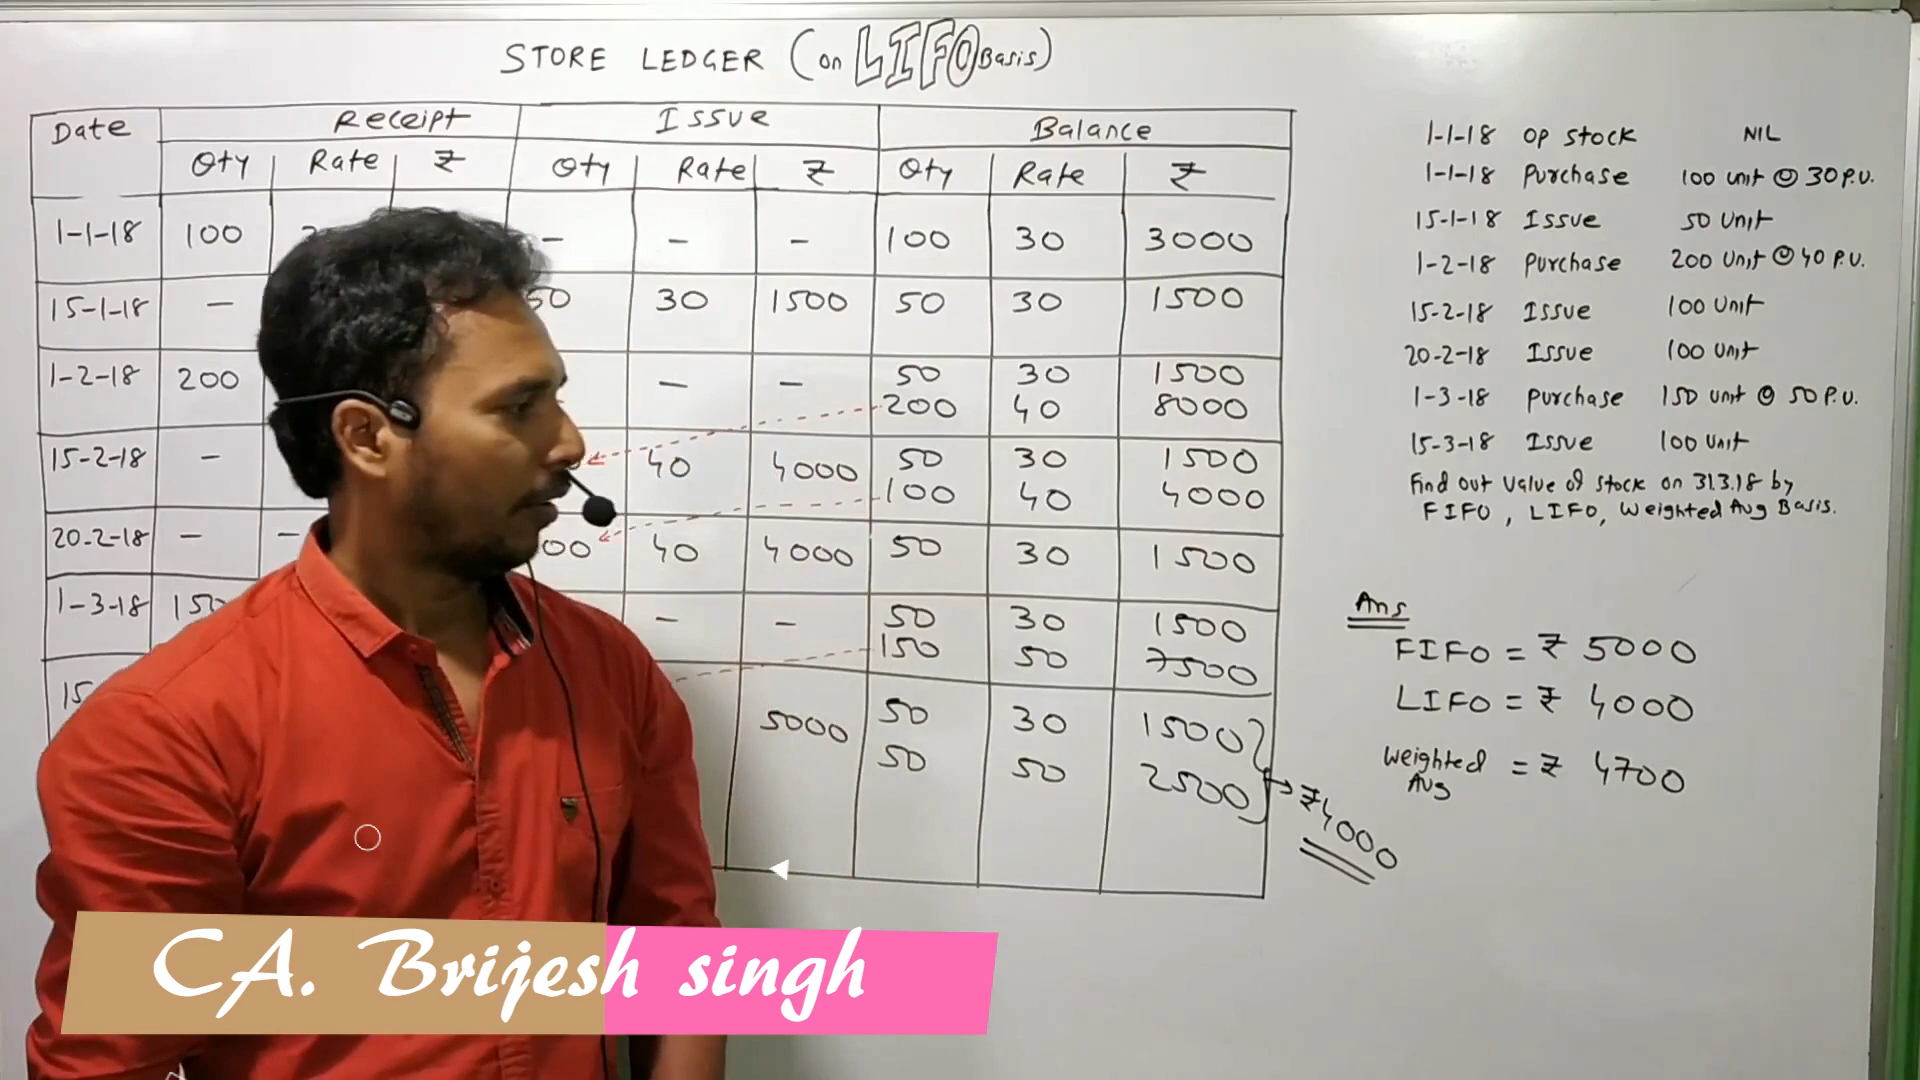 STORE LEDGER (on LIFO Basis)
Date Receipt Issue Balance
Qty Rate ₹ Qty Rate ₹ Qty Rate ₹
1-1-18 100 - - - 100 30 3000
15-1-18 - 50 30 1500 50 30 1500
1-2-18 200 - - 50 30 1500
200 40 8000
15-2-18 - 40 4000 50 30 1500
100 40 4000
20-2-18 - - 40 4000 50 30 1500
1-3-18 150 - - 50 30 1500
150 50 7500
15 5000 50 30 1500
50 50 2500
→ ₹4000
1-1-18 OP stock NIL
1-1-18 Purchase 100 unit @ 30 P.U.
15-1-18 Issue 50 Unit
1-2-18 Purchase 200 Unit @ 40 P.U.
15-2-18 Issue 100 Unit
20-2-18 Issue 100 Unit
1-3-18 Purchase 150 unit @ 50 P.U.
15-3-18 Issue 100 Unit
Find out value of stock on 31.3.18 by
FIFO, LIFO, Weighted Avg Basis.
Ans
FIFO = ₹ 5000
LIFO = ₹ 4000
Weighted Avg = ₹ 4700
CA. Brijesh singh